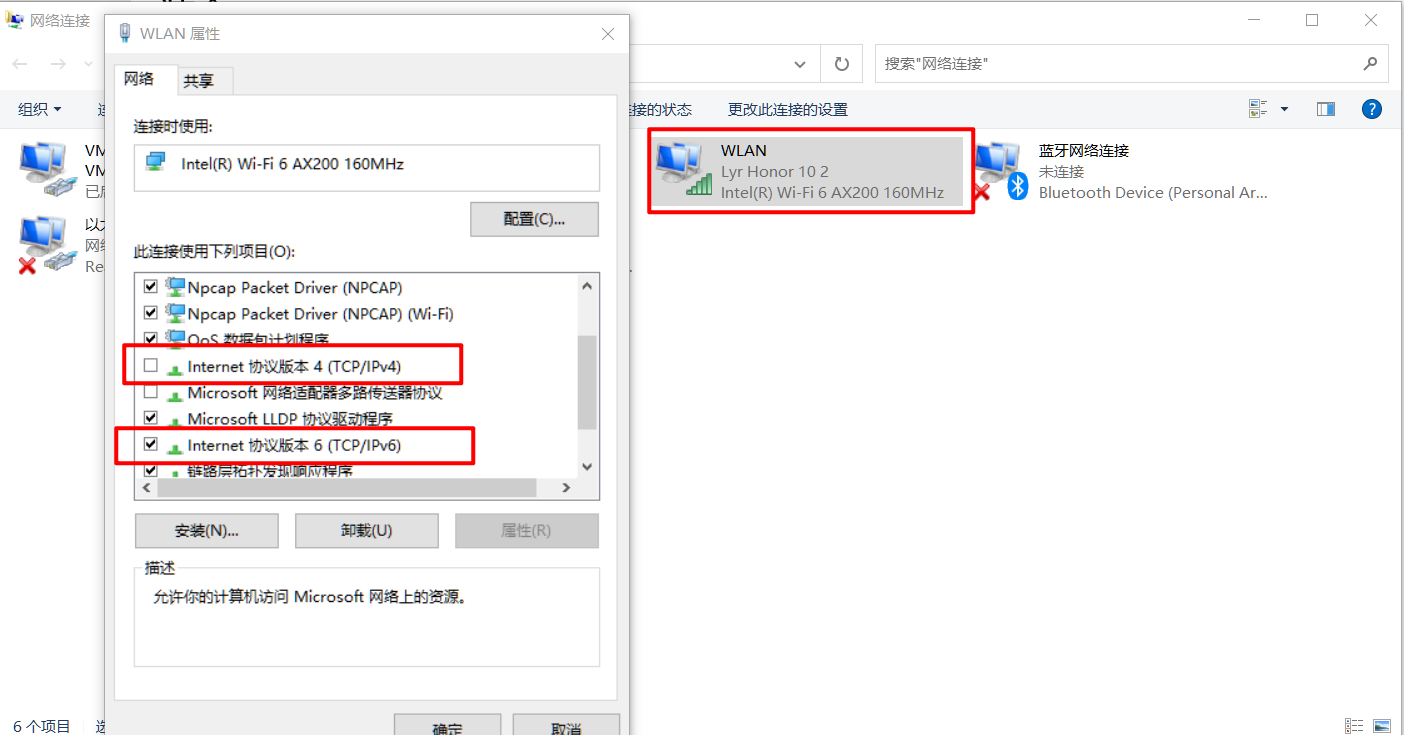 网络连接
WLAN 属性
网络
共享
搜索"网络连接"
组织
接的状态
更改此连接的设置
连接时使用:
Intel(R) Wi-Fi 6 AX200 160MHz
配置(C)...
此连接使用下列项目(O):
Npcap Packet Driver (NPCAP)
Npcap Packet Driver (NPCAP) (Wi-Fi)
QoS 数据包计划程序
Internet 协议版本 4 (TCP/IPv4)
Microsoft 网络适配器多路传送器协议
Microsoft LLDP 协议驱动程序
Internet 协议版本 6 (TCP/IPv6)
链路层拓扑发现响应程序
安装(N)...
卸载(U)
属性(R)
描述
允许你的计算机访问 Microsoft 网络上的资源。
确定
取消
VM
VM
已
以
网
Re
WLAN
Lyr Honor 10 2
Intel(R) Wi-Fi 6 AX200 160MHz
蓝牙网络连接
未连接
Bluetooth Device (Personal Ar...
6 个项目